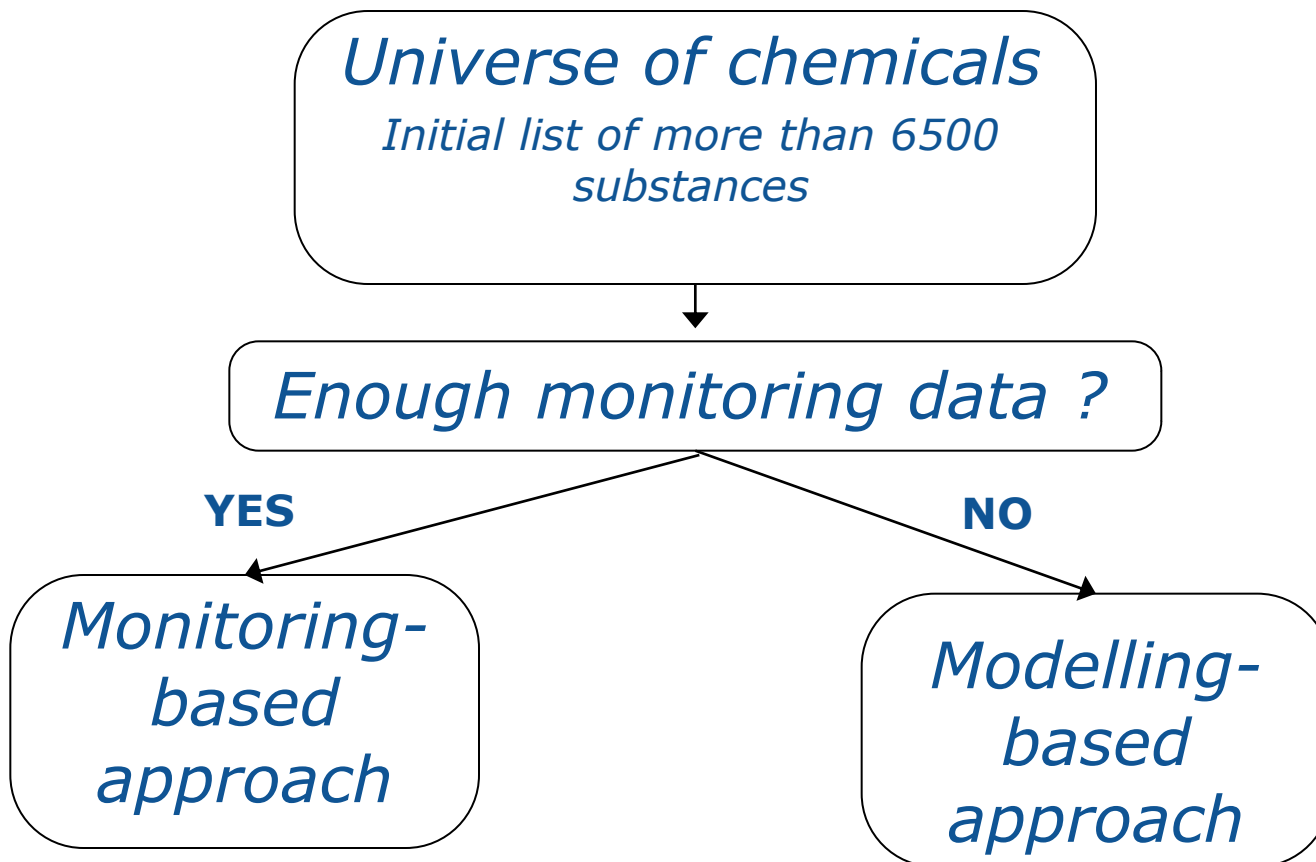 Universe of chemicals
Initial list of more than 6500
substances
Enough monitoring data ?
YES
NO
Monitoring-
based
approach
Modelling-
based
approach